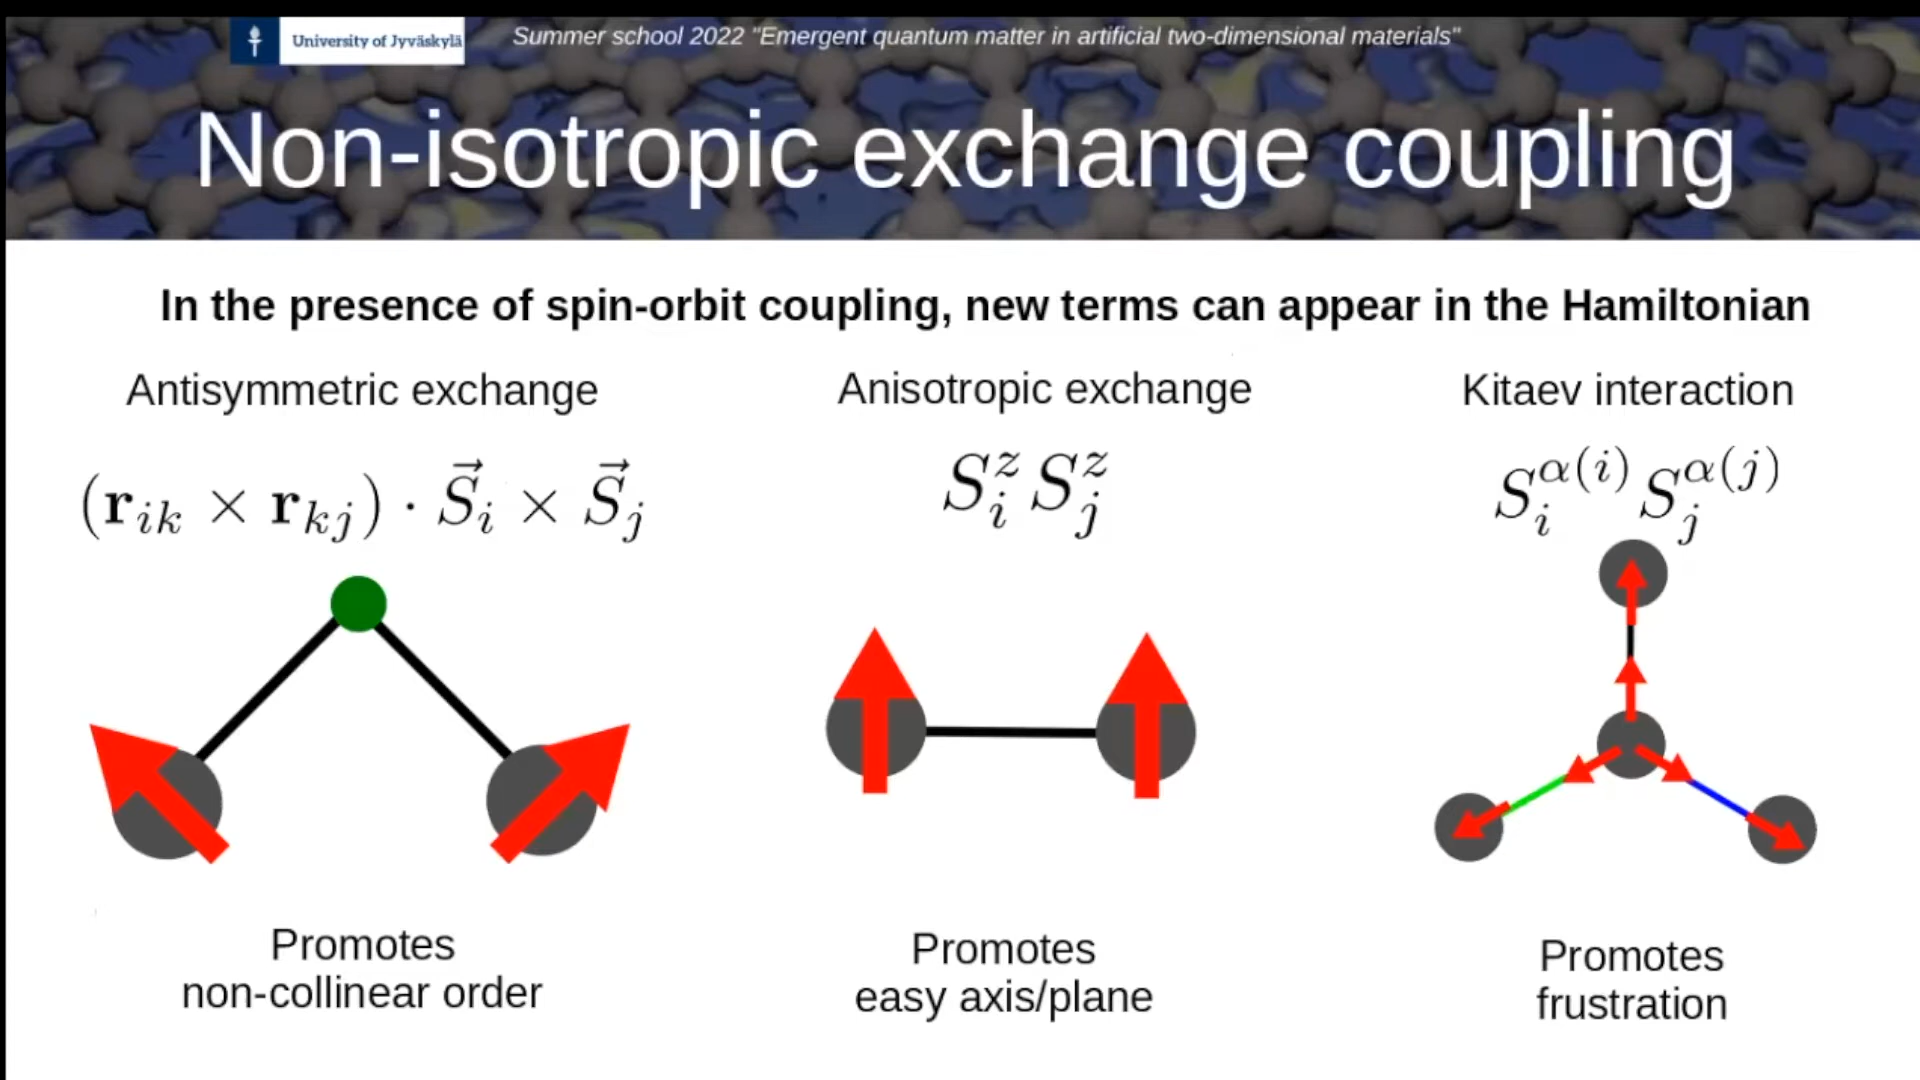 University of Jyväskylä
Summer school 2022 "Emergent quantum matter in artificial two-dimensional materials"
Non-isotropic exchange coupling
In the presence of spin-orbit coupling, new terms can appear in the Hamiltonian
Antisymmetric exchange
Anisotropic exchange
Kitaev interaction
$(\mathbf{r}_{ik} \times \mathbf{r}_{kj}) \cdot \vec{S}_i \times \vec{S}_j$
$S_i^z S_j^z$
$S_i^{\alpha(i)} S_j^{\alpha(j)}$
Promotes
non-collinear order
Promotes
easy axis/plane
Promotes
frustration